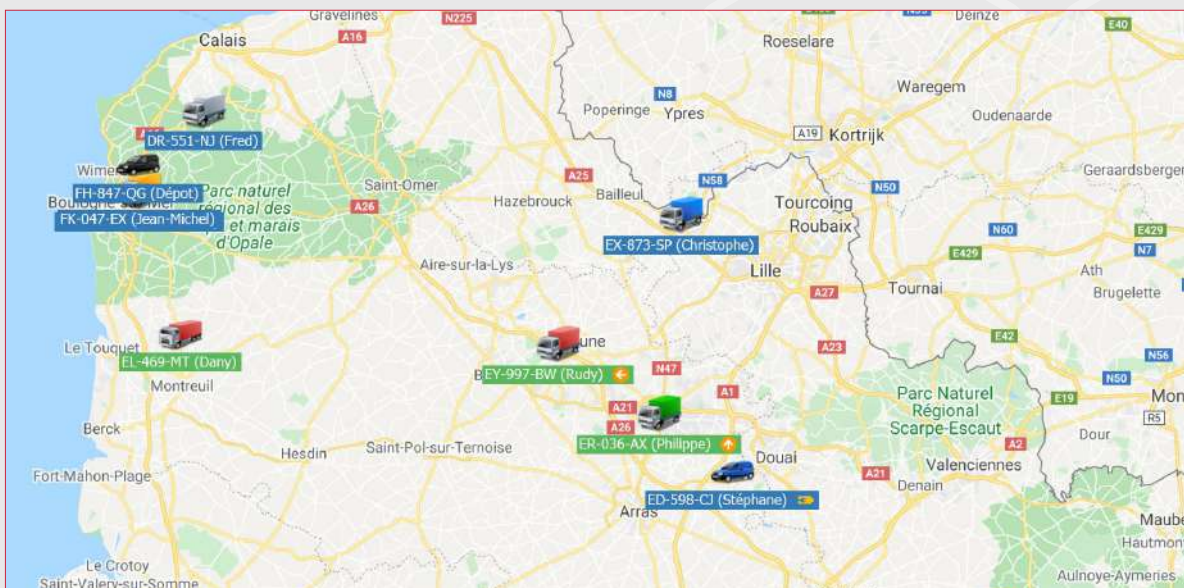 Gravelines
N225
Deinze
E40
Calais
A16
Roeselare
N8
Waregem
Poperinge
Ypres
Oudenaarde
DR-551-NJ (Fred)
A19
Kortrijk
A25
Geraardsbergen
Saint-Omer
Bailleul
N58
N50
FH-847-QG (Dépot)
Parc naturel
régional des
et marais
d'Opale
A26
Hazebrouck
Tourcoing
Roubaix
FK-047-EX (Jean-Michel)
N60
E429
N7
EX-873-SP (Christophe)
E429
Aire-sur-la-Lys
Lille
Ath
A27
Tournai
Brugelette
E42
Le Touquet
A23
N56
EL-469-MT (Dany)
N47
EY-997-BW (Rudy)
N50
Montreuil
A1
Parc Naturel
Régional
Scarpe-Escaut
E19
Mon
A21
R5
Berck
A26
Dour
ER-036-AX (Philippe)
A2
Hesdin
Saint-Pol-sur-Ternoise
Douai
Valenciennes
Fort-Mahon-Plage
A21
Denain
ED-598-CJ (Stéphane)
Arras
Maube
Hautmon
Le Crotoy
Aulnoye-Aymeries
Saint-Valery-sur-Somme